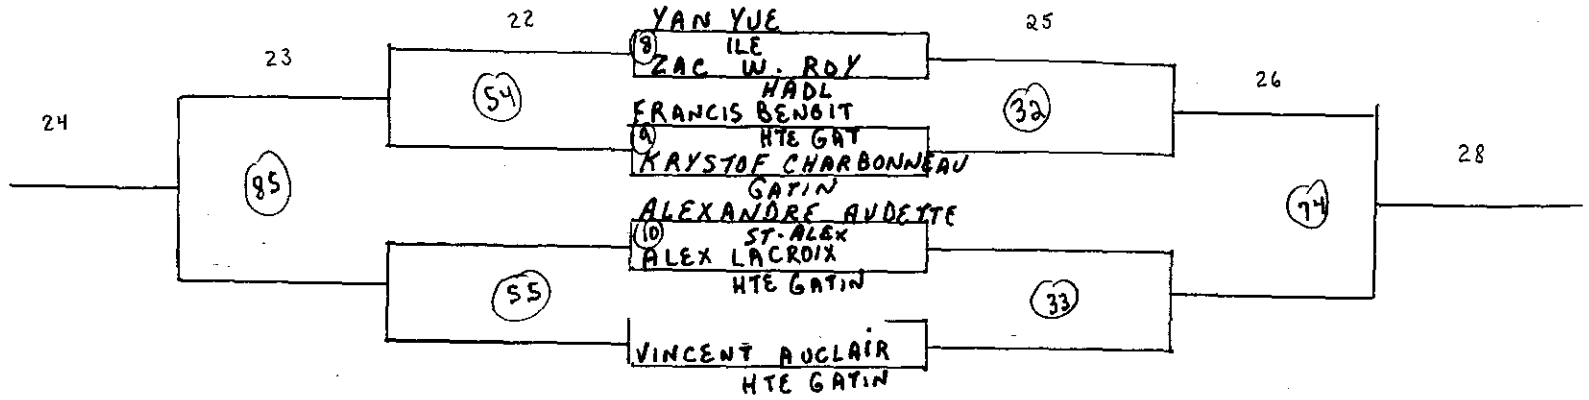 22
YAN YUE
25
23
8 ILE
ZAC W. ROY
HADL
54
26
24
FRANCIS BENOIT
32
9 HTE GAT
KRYSTOF CHARBONNEAU
28
85
GATIN
74
ALEXANDRE AUDETTE
10 ST-ALEX
ALEX LACROIX
HTE GATIN
55
33
VINCENT AUCLAIR
HTE GATIN